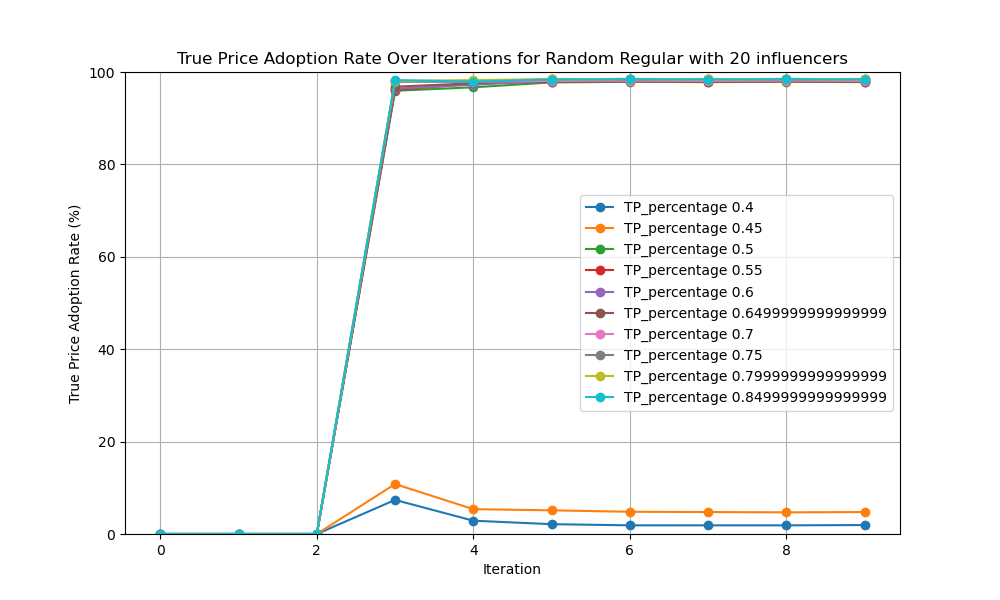 True Price Adoption Rate Over Iterations for Random Regular with 20 influencers
100
80
60
40
20
0
True Price Adoption Rate (%)
TP_percentage 0.4
TP_percentage 0.45
TP_percentage 0.5
TP_percentage 0.55
TP_percentage 0.6
TP_percentage 0.6499999999999999
TP_percentage 0.7
TP_percentage 0.75
TP_percentage 0.7999999999999999
TP_percentage 0.8499999999999999
0 2 4 6 8
Iteration